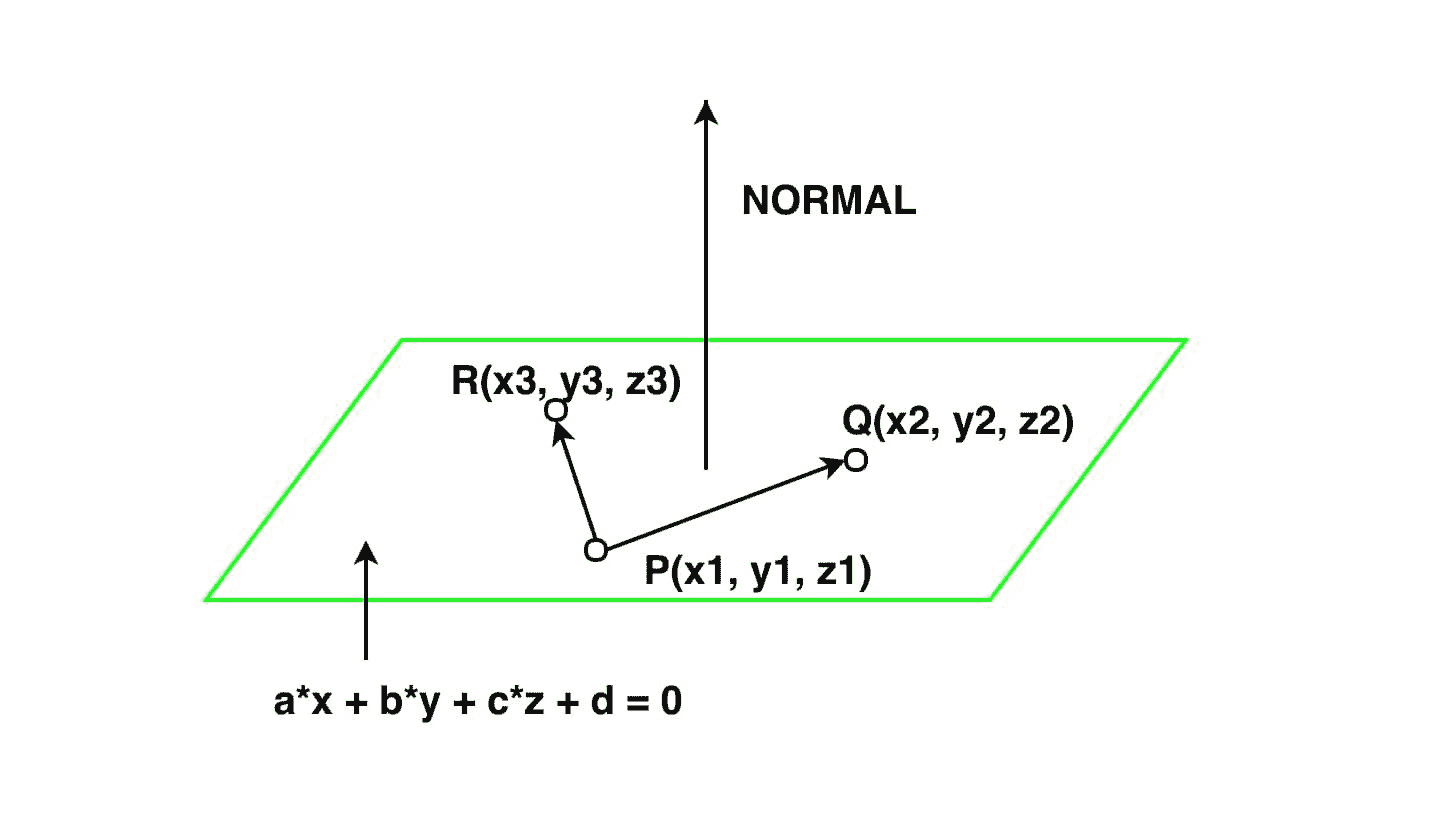 NORMAL
R(x3, y3, z3)
Q(x2, y2, z2)
P(x1, y1, z1)
a*x + b*y + c*z + d = 0